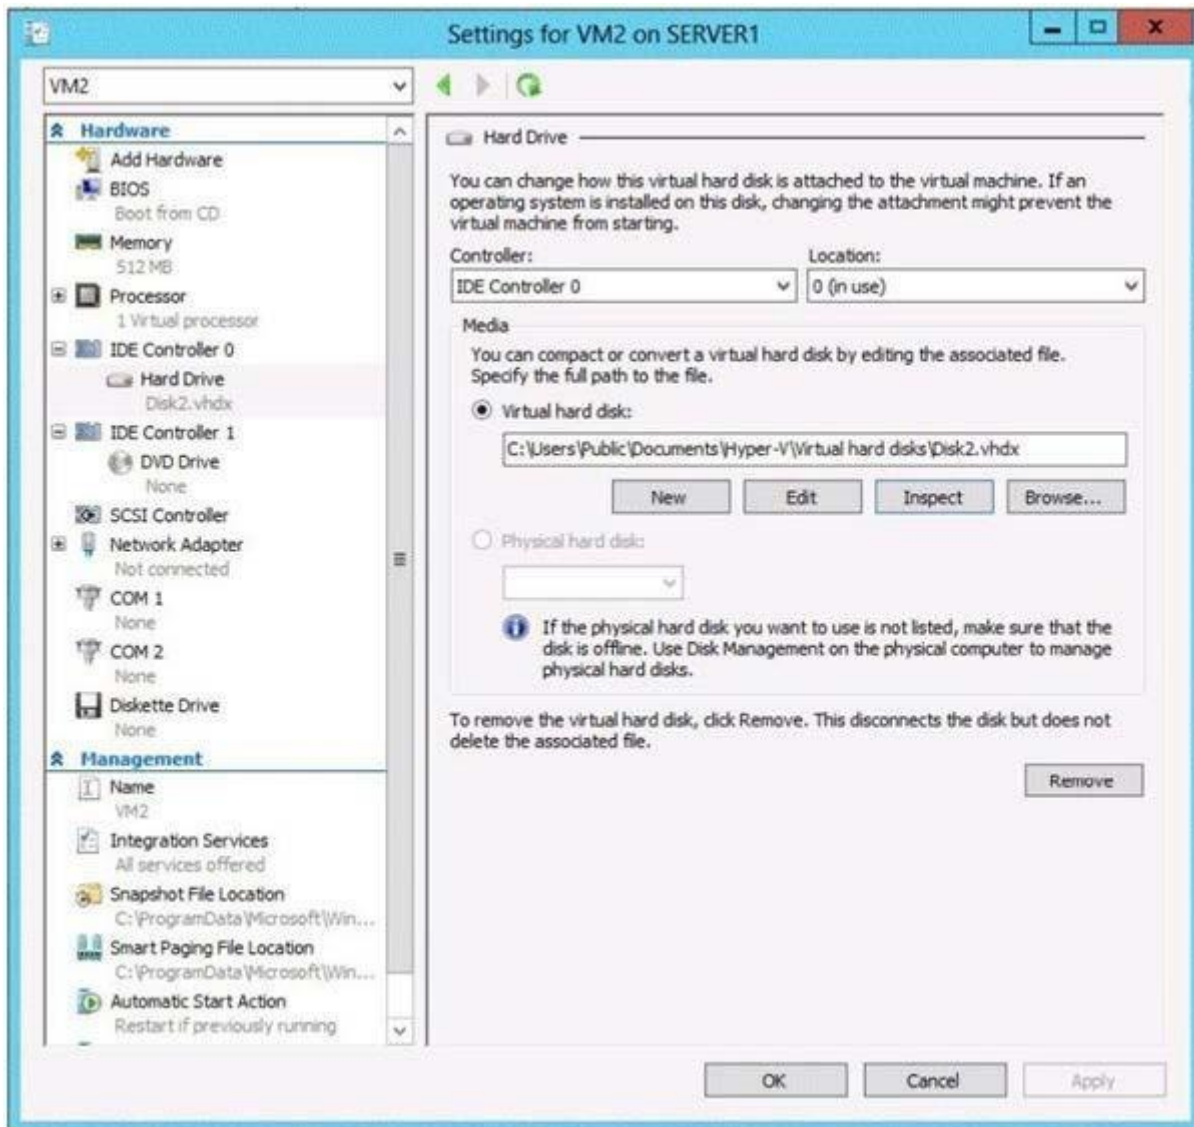 Settings for VM2 on SERVER1
VM2
Hardware
Add Hardware
BIOS
Boot from CD
Memory
512 MB
Processor
1 Virtual processor
IDE Controller 0
Hard Drive
Disk2.vhdx
IDE Controller 1
DVD Drive
None
SCSI Controller
Network Adapter
Not connected
COM 1
None
COM 2
None
Diskette Drive
None
Management
Name
VM2
Integration Services
All services offered
Snapshot File Location
C:\ProgramData\Microsoft\Win...
Smart Paging File Location
C:\ProgramData\Microsoft\Win...
Automatic Start Action
Restart if previously running
Hard Drive
You can change how this virtual hard disk is attached to the virtual machine. If an
operating system is installed on this disk, changing the attachment might prevent the
virtual machine from starting.
Controller:
Location:
IDE Controller 0
0 (in use)
Media
You can compact or convert a virtual hard disk by editing the associated file.
Specify the full path to the file.
Virtual hard disk:
C:\Users\Public\Documents\Hyper-V\Virtual hard disks\Disk2.vhdx
New
Edit
Inspect
Browse...
Physical hard disk:
If the physical hard disk you want to use is not listed, make sure that the
disk is offline. Use Disk Management on the physical computer to manage
physical hard disks.
To remove the virtual hard disk, click Remove. This disconnects the disk but does not
delete the associated file.
Remove
OK
Cancel
Apply